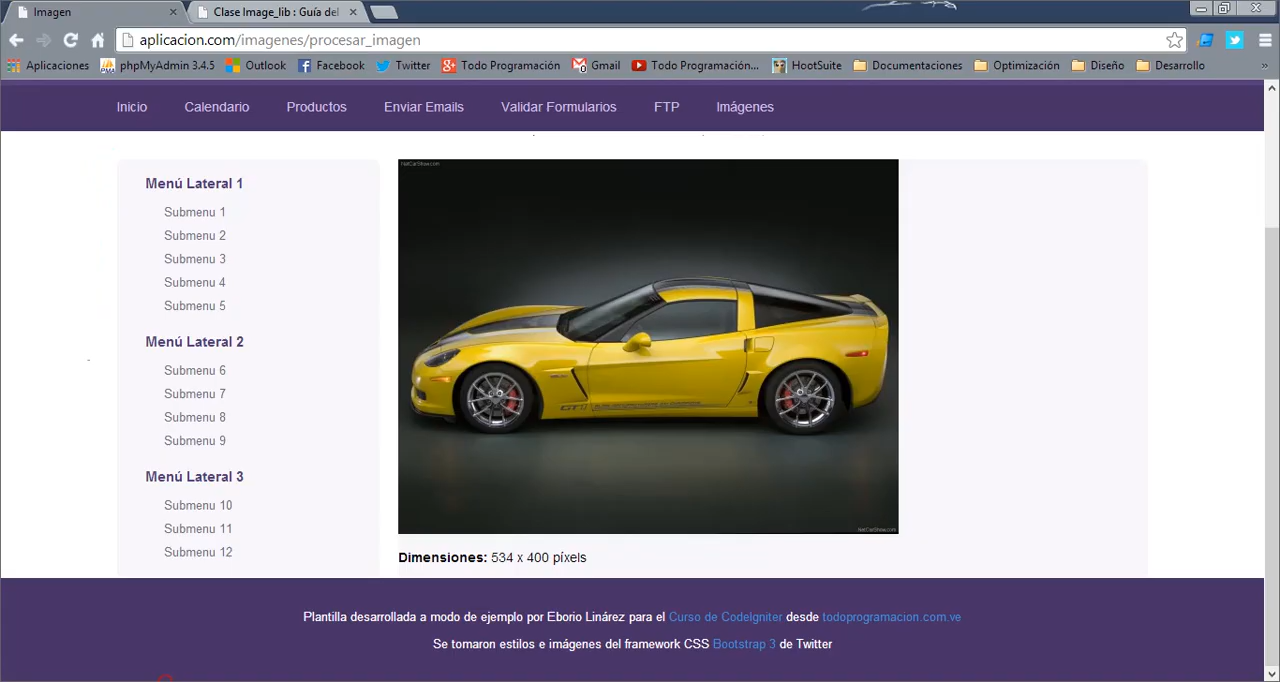 Imagen
Clase Image_lib : Guía del
aplicacion.com/imagenes/procesar_imagen
Aplicaciones phpMyAdmin 3.4.5 Outlook Facebook Twitter Todo Programación Gmail Todo Programación... HootSuite Documentaciones Optimización Diseño Desarrollo »
Inicio Calendario Productos Enviar Emails Validar Formularios FTP Imágenes
Menú Lateral 1
Submenu 1
Submenu 2
Submenu 3
Submenu 4
Submenu 5
Menú Lateral 2
Submenu 6
Submenu 7
Submenu 8
Submenu 9
Menú Lateral 3
Submenu 10
Submenu 11
Submenu 12
NetCarShow.com
GT1
NetCarShow.com
Dimensiones: 534 x 400 píxels
Plantilla desarrollada a modo de ejemplo por Eborio Linárez para el Curso de CodeIgniter desde todoprogramacion.com.ve
Se tomaron estilos e imágenes del framework CSS Bootstrap 3 de Twitter